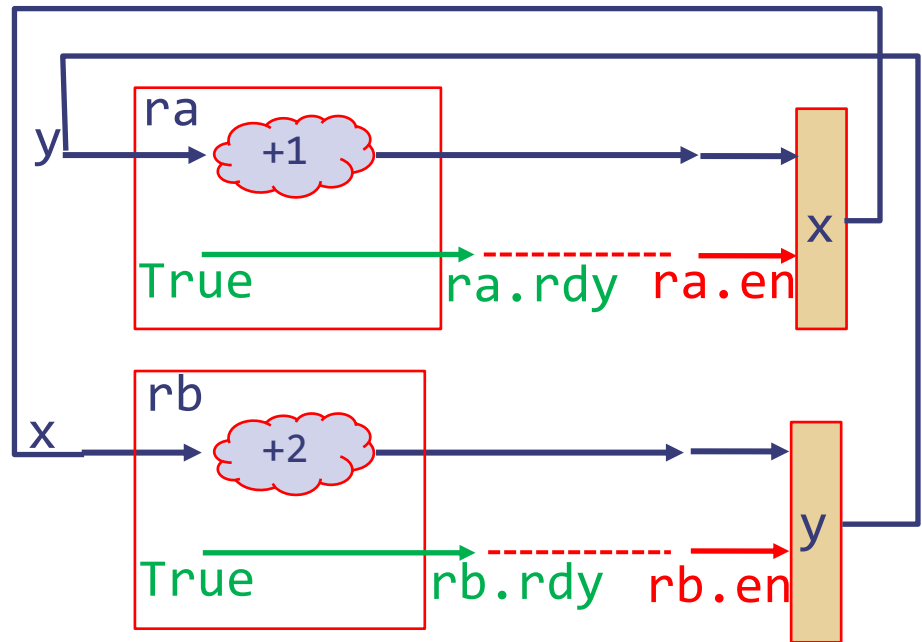 ra
y
+1
x
True
ra.rdy
ra.en
rb
x
+2
y
True
rb.rdy
rb.en